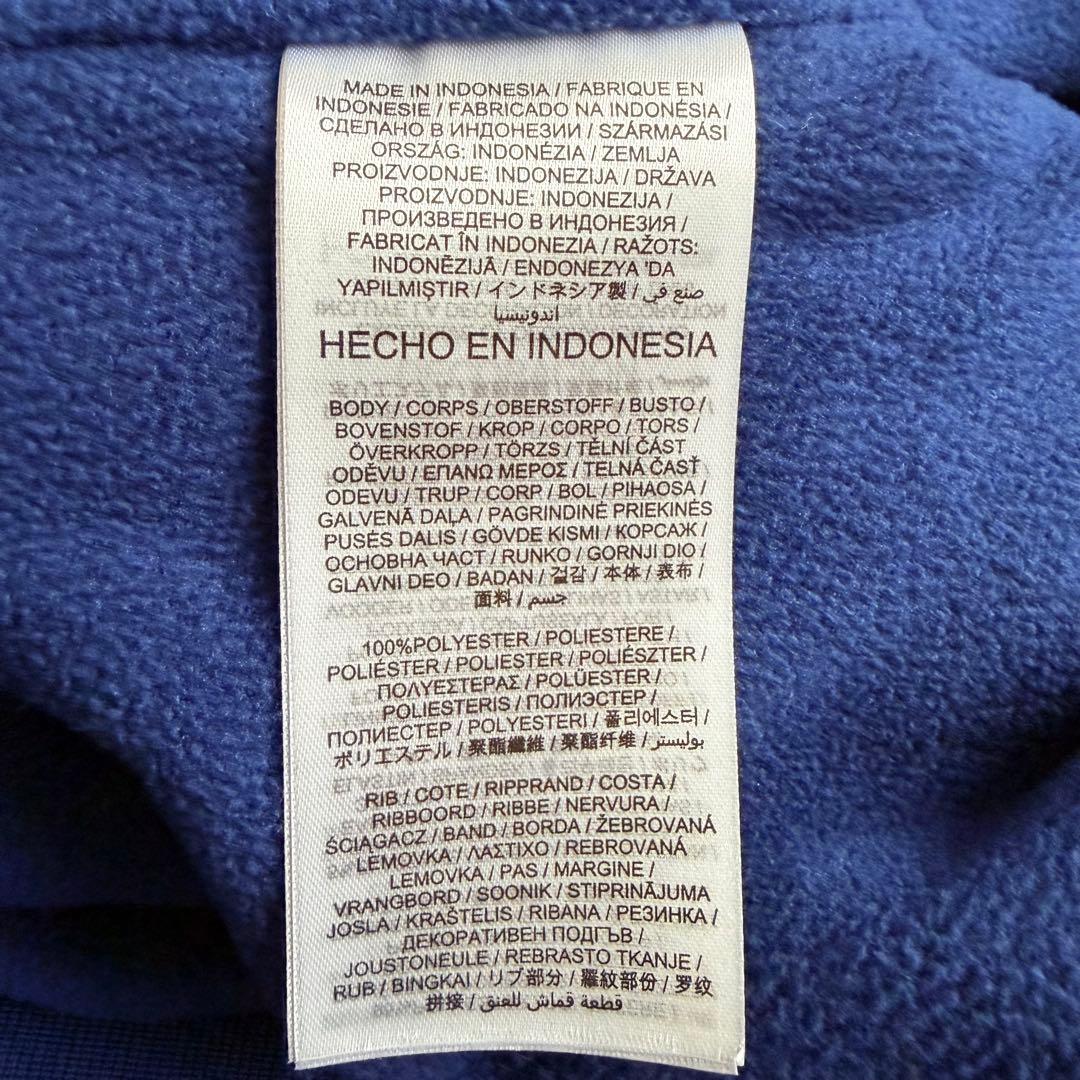 MADE IN INDONESIA / FABRIQUE EN
INDONESIE / FABRICADO NA INDONÉSIA /
СДЕЛАНО В ИНДОНЕЗИИ / SZÁRMAZÁSI
ORSZÁG: INDONÉZIA / ZEMLJA
PROIZVODNJE: INDONEZIJA / DRŽAVA
PROIZVODNJE: INDONEZIJA /
ПРОИЗВЕДЕНО В ИНДОНЕЗИЯ /
FABRICAT ÎN INDONEZIA / RAŽOTS:
INDONĒZIJĀ / ENDONEZYA 'DA
YAPILMIŞTIR / インドネシア製 / صنع في
اندونيسيا
HECHO EN INDONESIA
BODY / CORPS / OBERSTOFF / BUSTO /
BOVENSTOF / KROP / CORPO / TORS /
ÖVERKROPP / TÖRZS / TĚLNÍ ČÁST
ODĚVU / ΕΠΑΝΩ ΜΕΡΟΣ / TELNÁ ČASŤ
ODEVU / TRUP / CORP / BOL / PIHAOSA /
GALVENĀ DAĻA / PAGRINDINĖ PRIEKINĖS
PUSĖS DALIS / GÖVDE KISMI / КОРСАЖ /
ОСНОВНА ЧАСТ / RUNKO / GORNJI DIO /
GLAVNI DEO / BADAN / 겉감 / 本体 / 表布 /
面料 / جسم
100%POLYESTER / POLIESTERE /
POLIÉSTER / POLIESTER / POLIÉSZTER /
ΠΟΛΥΕΣΤΕΡΑΣ / POLÜESTER /
POLIESTERIS / ПОЛИЭСТЕР /
ПОЛИЕСТЕР / POLYESTERI / 폴리에스터 /
ポリエステル / 聚酯纖維 / 聚酯纤维 / بوليستر
RIB / COTE / RIPPRAND / COSTA /
RIBBOORD / RIBBE / NERVURA /
ŚCIĄGACZ / BAND / BORDA / ŽEBROVANÁ
LEMOVKA / ΛΑΣΤΙΧΟ / REBROVANÁ
LEMOVKA / PAS / MARGINE /
VRANGBORD / SOONIK / STIPRINĀJUMA
JOSLA / KRAŠTELIS / RIBANA / РЕЗИНКА /
ДЕКОРАТИВЕН ПОДГЪВ /
JOUSTONEULE / REBRASTO TKANJE /
RUB / BINGKAI / リブ部分 / 羅紋部份 / 罗纹
拼接 / قطعة قماش للعنق